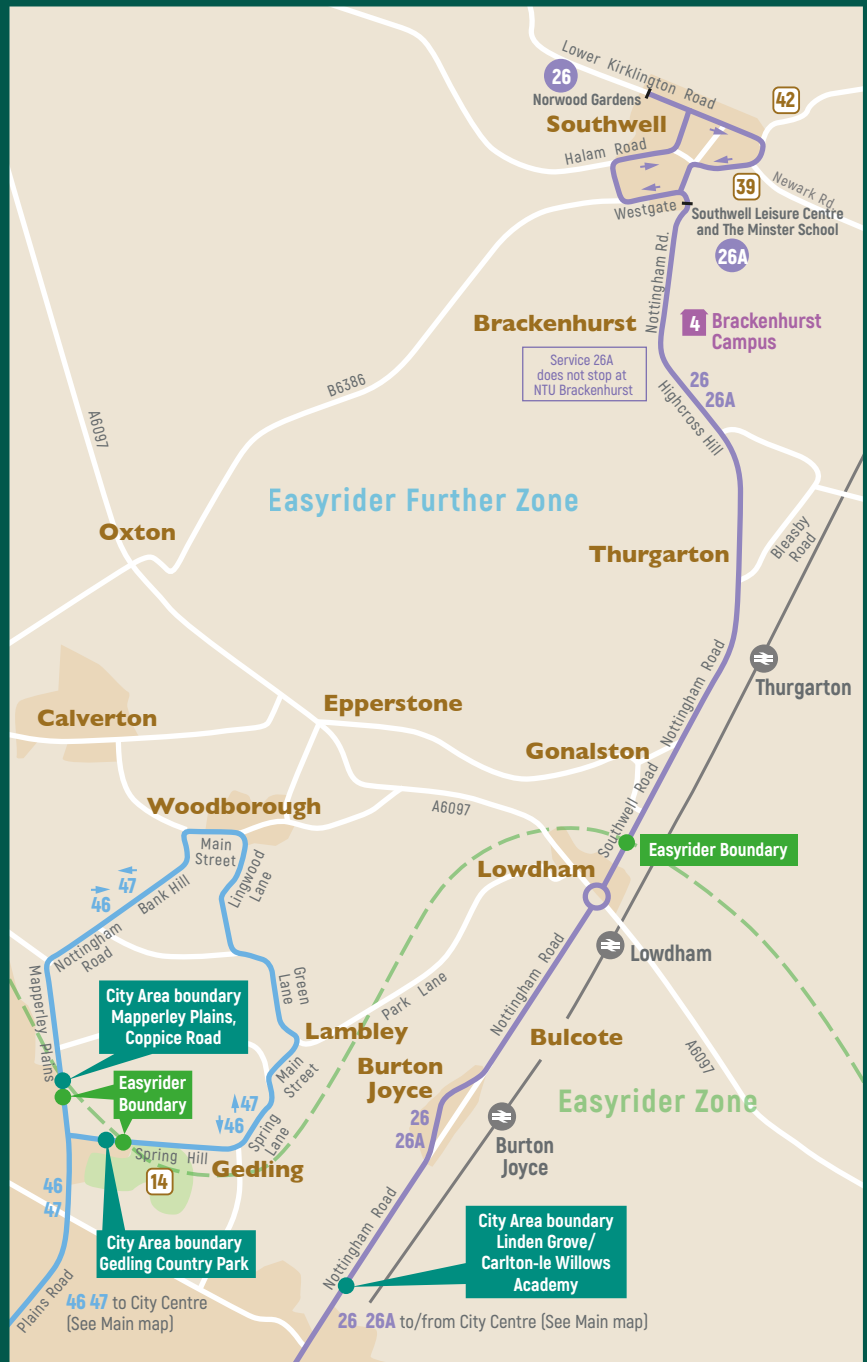 Lower Kirklington Road
26
Norwood Gardens
42
Southwell
Halam Road
39
Newark Rd.
Westgate
Southwell Leisure Centre
and The Minster School
26A
Nottingham Rd.
Brackenhurst
4
Brackenhurst
Campus
Service 26A
does not stop at
NTU Brackenhurst
26
26A
B6386
Highcross Hill
A6097
Easyrider Further Zone
Oxton
Bleasby
Road
Thurgarton
Nottingham Road
Thurgarton
Epperstone
Calverton
Gonalston
Woodborough
A6097
Southwell Road
Easyrider Boundary
Main
Street
Lingwood
Lane
Lowdham
47
46
Bank Hill
Nottingham
Road
Lowdham
Nottingham Road
Mapperley Plains
Green
Lane
City Area boundary
Mapperley Plains,
Coppice Road
Park Lane
Lambley
Bulcote
A6097
Main
Street
Burton
Joyce
Easyrider
Boundary
Easyrider Zone
47
46
Spring
Lane
26
26A
Burton
Joyce
Spring Hill
Gedling
14
46
47
City Area boundary
Gedling Country Park
Nottingham Road
City Area boundary
Linden Grove/
Carlton-le Willows
Academy
Plains Road
46 47 to City Centre
(See Main map)
26 26A to/from City Centre (See Main map)